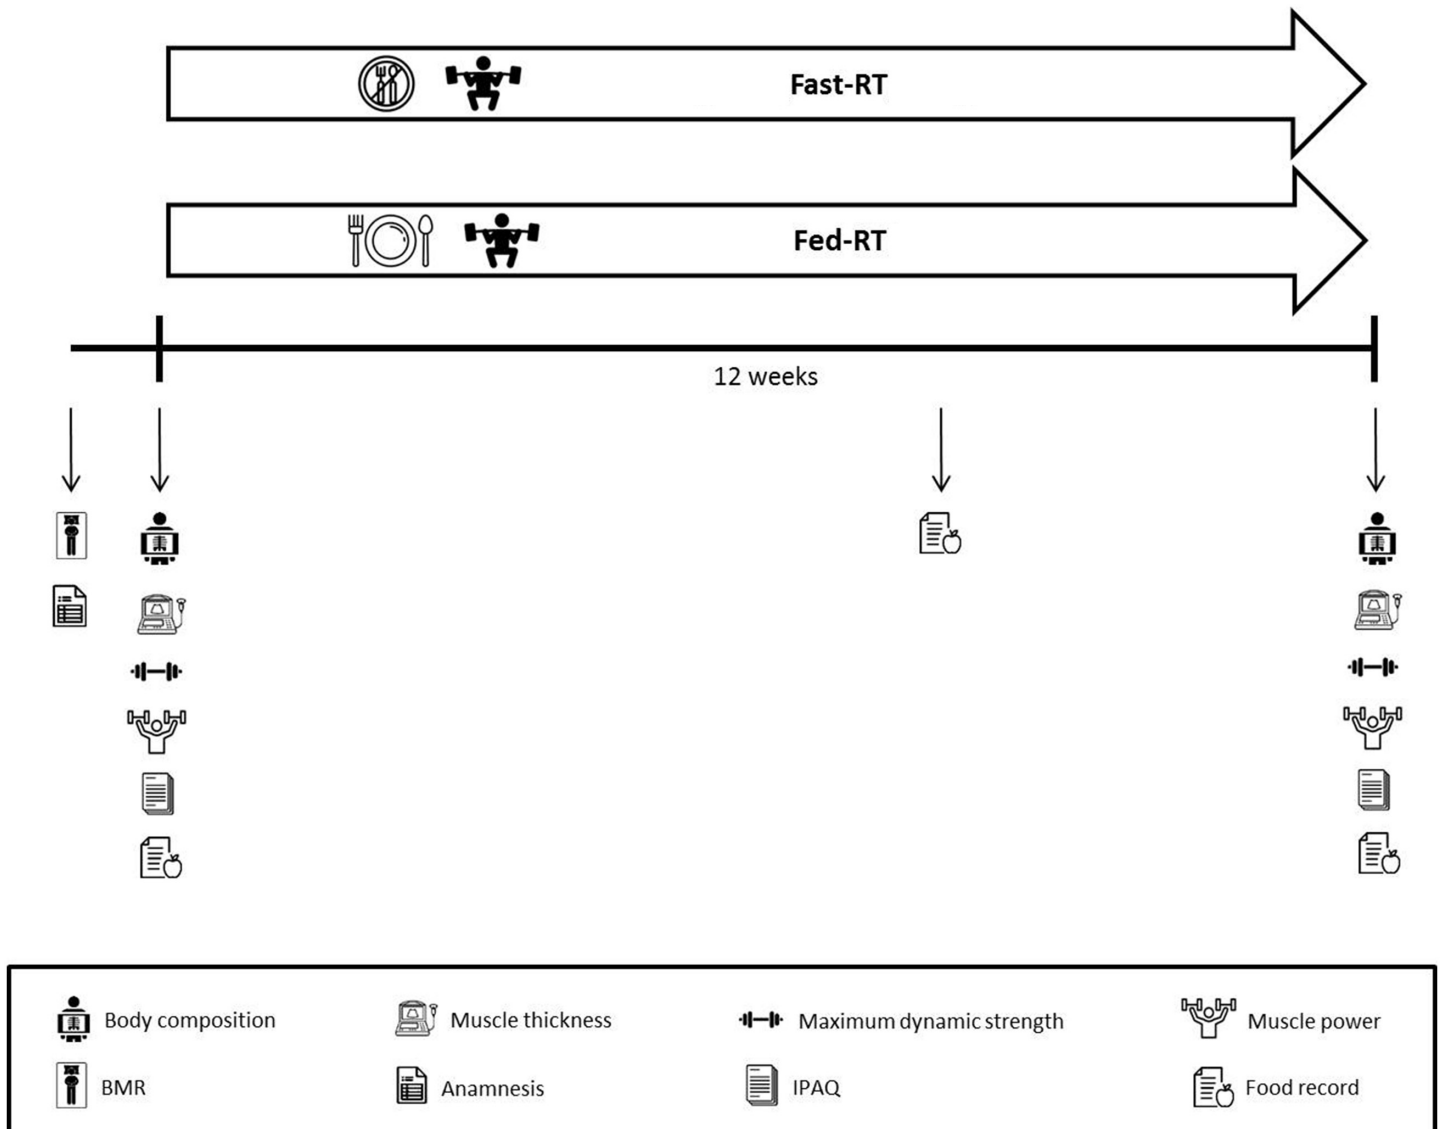 Fast-RT
Fed-RT
12 weeks
Body composition
Muscle thickness
Maximum dynamic strength
Muscle power
BMR
Anamnesis
IPAQ
Food record